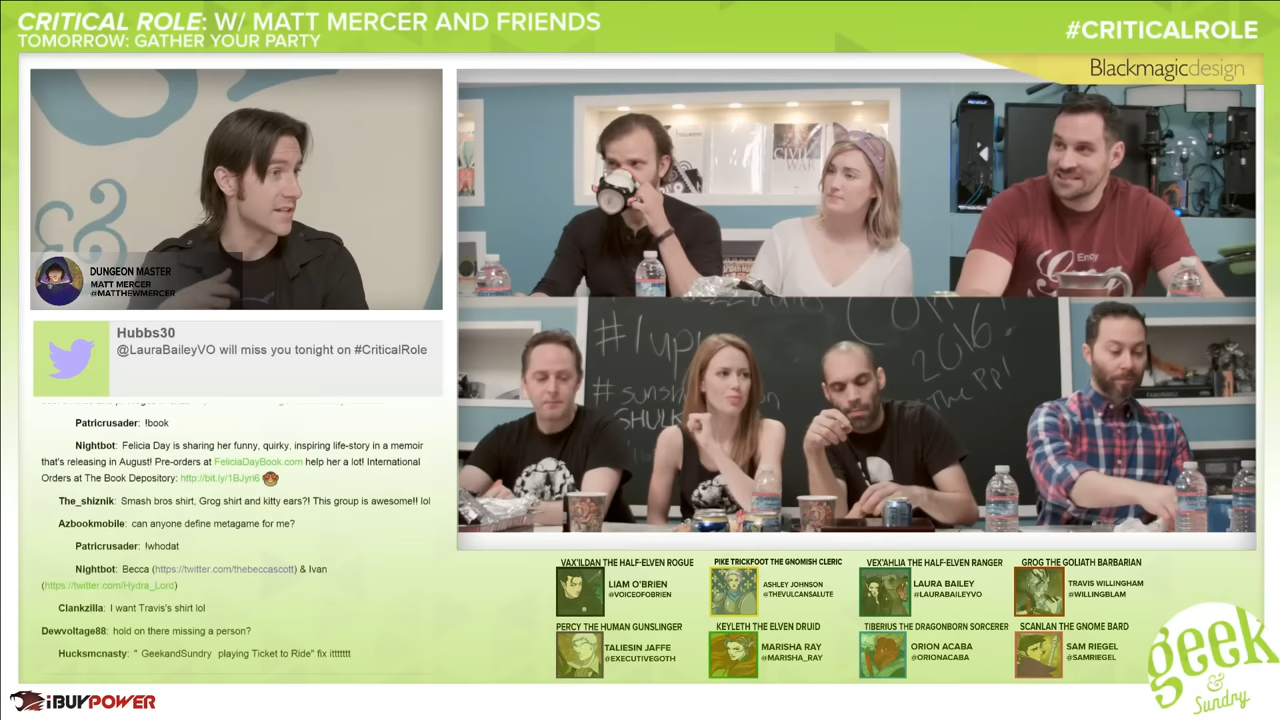 CRITICAL ROLE: W/ MATT MERCER AND FRIENDS
TOMORROW: GATHER YOUR PARTY
#CRITICALROLE
Blackmagicdesign
DUNGEON MASTER
MATT MERCER
@MATTHEWMERCER
Hubbs30
@LauraBaileyVO will miss you tonight on #CriticalRole
Patricrusader: !book
Nightbot: Felicia Day is sharing her funny, quirky, inspiring life-story in a memoir
that's releasing in August! Pre-orders at FeliciaDayBook.com help her a lot! International
Orders at The Book Depository: http://bit.ly/1BJyri6
The_shiznik: Smash bros shirt, Grog shirt and kitty ears?! This group is awesome!! lol
Azbookmobile: can anyone define metagame for me?
Patricrusader: !whodat
Nightbot: Becca (https://twitter.com/thebeccascott) & Ivan
(https://twitter.com/Hydra_Lord)
Clankzilla: I want Travis's shirt lol
Dewvoltage88: hold on there missing a person?
Hucksmcnasty: " GeekandSundry playing Ticket to Ride" fix itttttt
CIVIL
WAR
Enjoy
#
# sunsh
SHULK
2016
The PPl
VAX'ILDAN THE HALF-ELVEN ROGUE
LIAM O'BRIEN
@VOICEOFOBRIEN
PIKE TRICKFOOT THE GNOMISH CLERIC
ASHLEY JOHNSON
@THEVULCANSALUTE
VEX'AHLIA THE HALF-ELVEN RANGER
LAURA BAILEY
@LAURABAILEYVO
GROG THE GOLIATH BARBARIAN
TRAVIS WILLINGHAM
@WILLINGBLAM
PERCY THE HUMAN GUNSLINGER
TALIESIN JAFFE
@EXECUTIVEGOTH
KEYLETH THE ELVEN DRUID
MARISHA RAY
@MARISHA_RAY
TIBERIUS THE DRAGONBORN SORCERER
ORION ACABA
@ORIONACABA
SCANLAN THE GNOME BARD
SAM RIEGEL
@SAMRIEGEL
geek
&
Sundry
iBUYPOWER